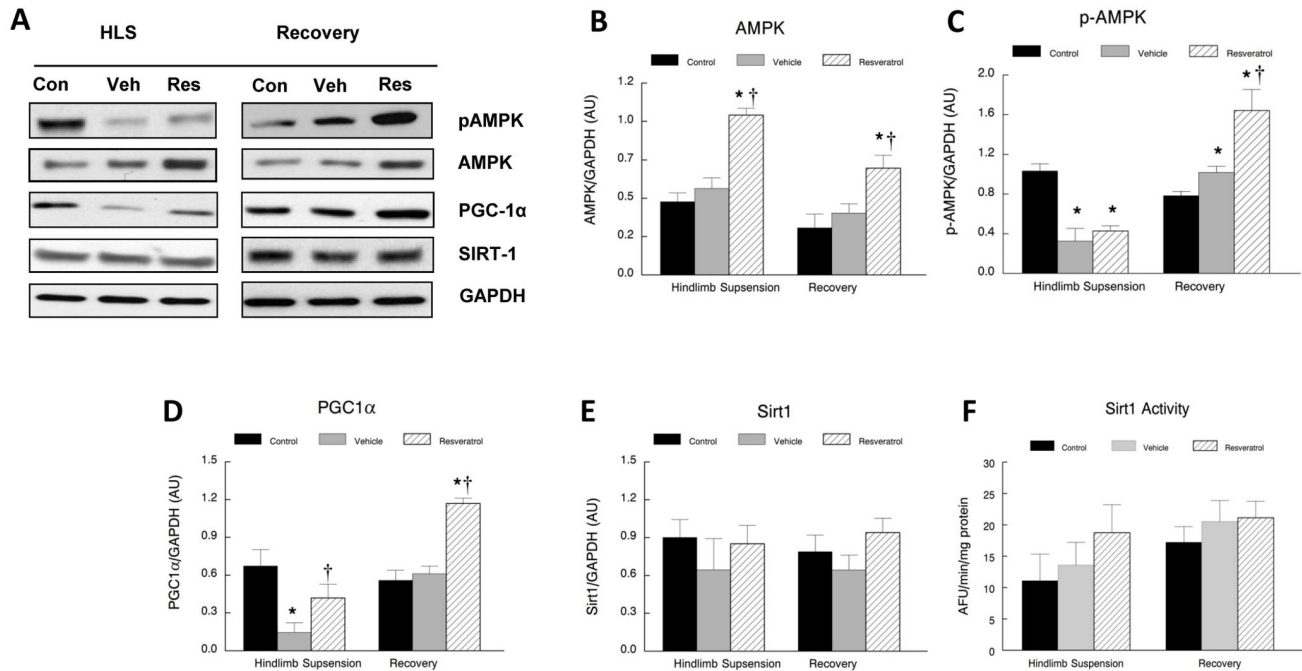 A
HLS Recovery
Con Veh Res Con Veh Res
pAMPK
AMPK
PGC-1α
SIRT-1
GAPDH
B
AMPK
Control Vehicle Resveratrol
AMPK/GAPDH (AU)
1.2
1.0
0.7
0.5
0.2
0.0
* †
* †
Hindlimb Supsension Recovery
C
p-AMPK
Control Vehicle Resveratrol
p-AMPK/GAPDH (AU)
2.0
1.6
1.2
0.8
0.4
0.0
* * * * †
Hindlimb Supsension Recovery
D
PGC1α
Control Vehicle Resveratrol
PGC1α/GAPDH (AU)
1.5
1.2
0.9
0.6
0.3
0.0
* † *†
Hindlimb Supsension Recovery
E
Sirt1
Control Vehicle Resveratrol
Sirt1/GAPDH (AU)
1.5
1.2
0.9
0.6
0.3
0.0
Hindlimb Supsension Recovery
F
Sirt1 Activity
Control Vehicle Resveratrol
AFU/min/mg protein
30
25
20
15
10
5
0
Hindlimb Supsension Recovery